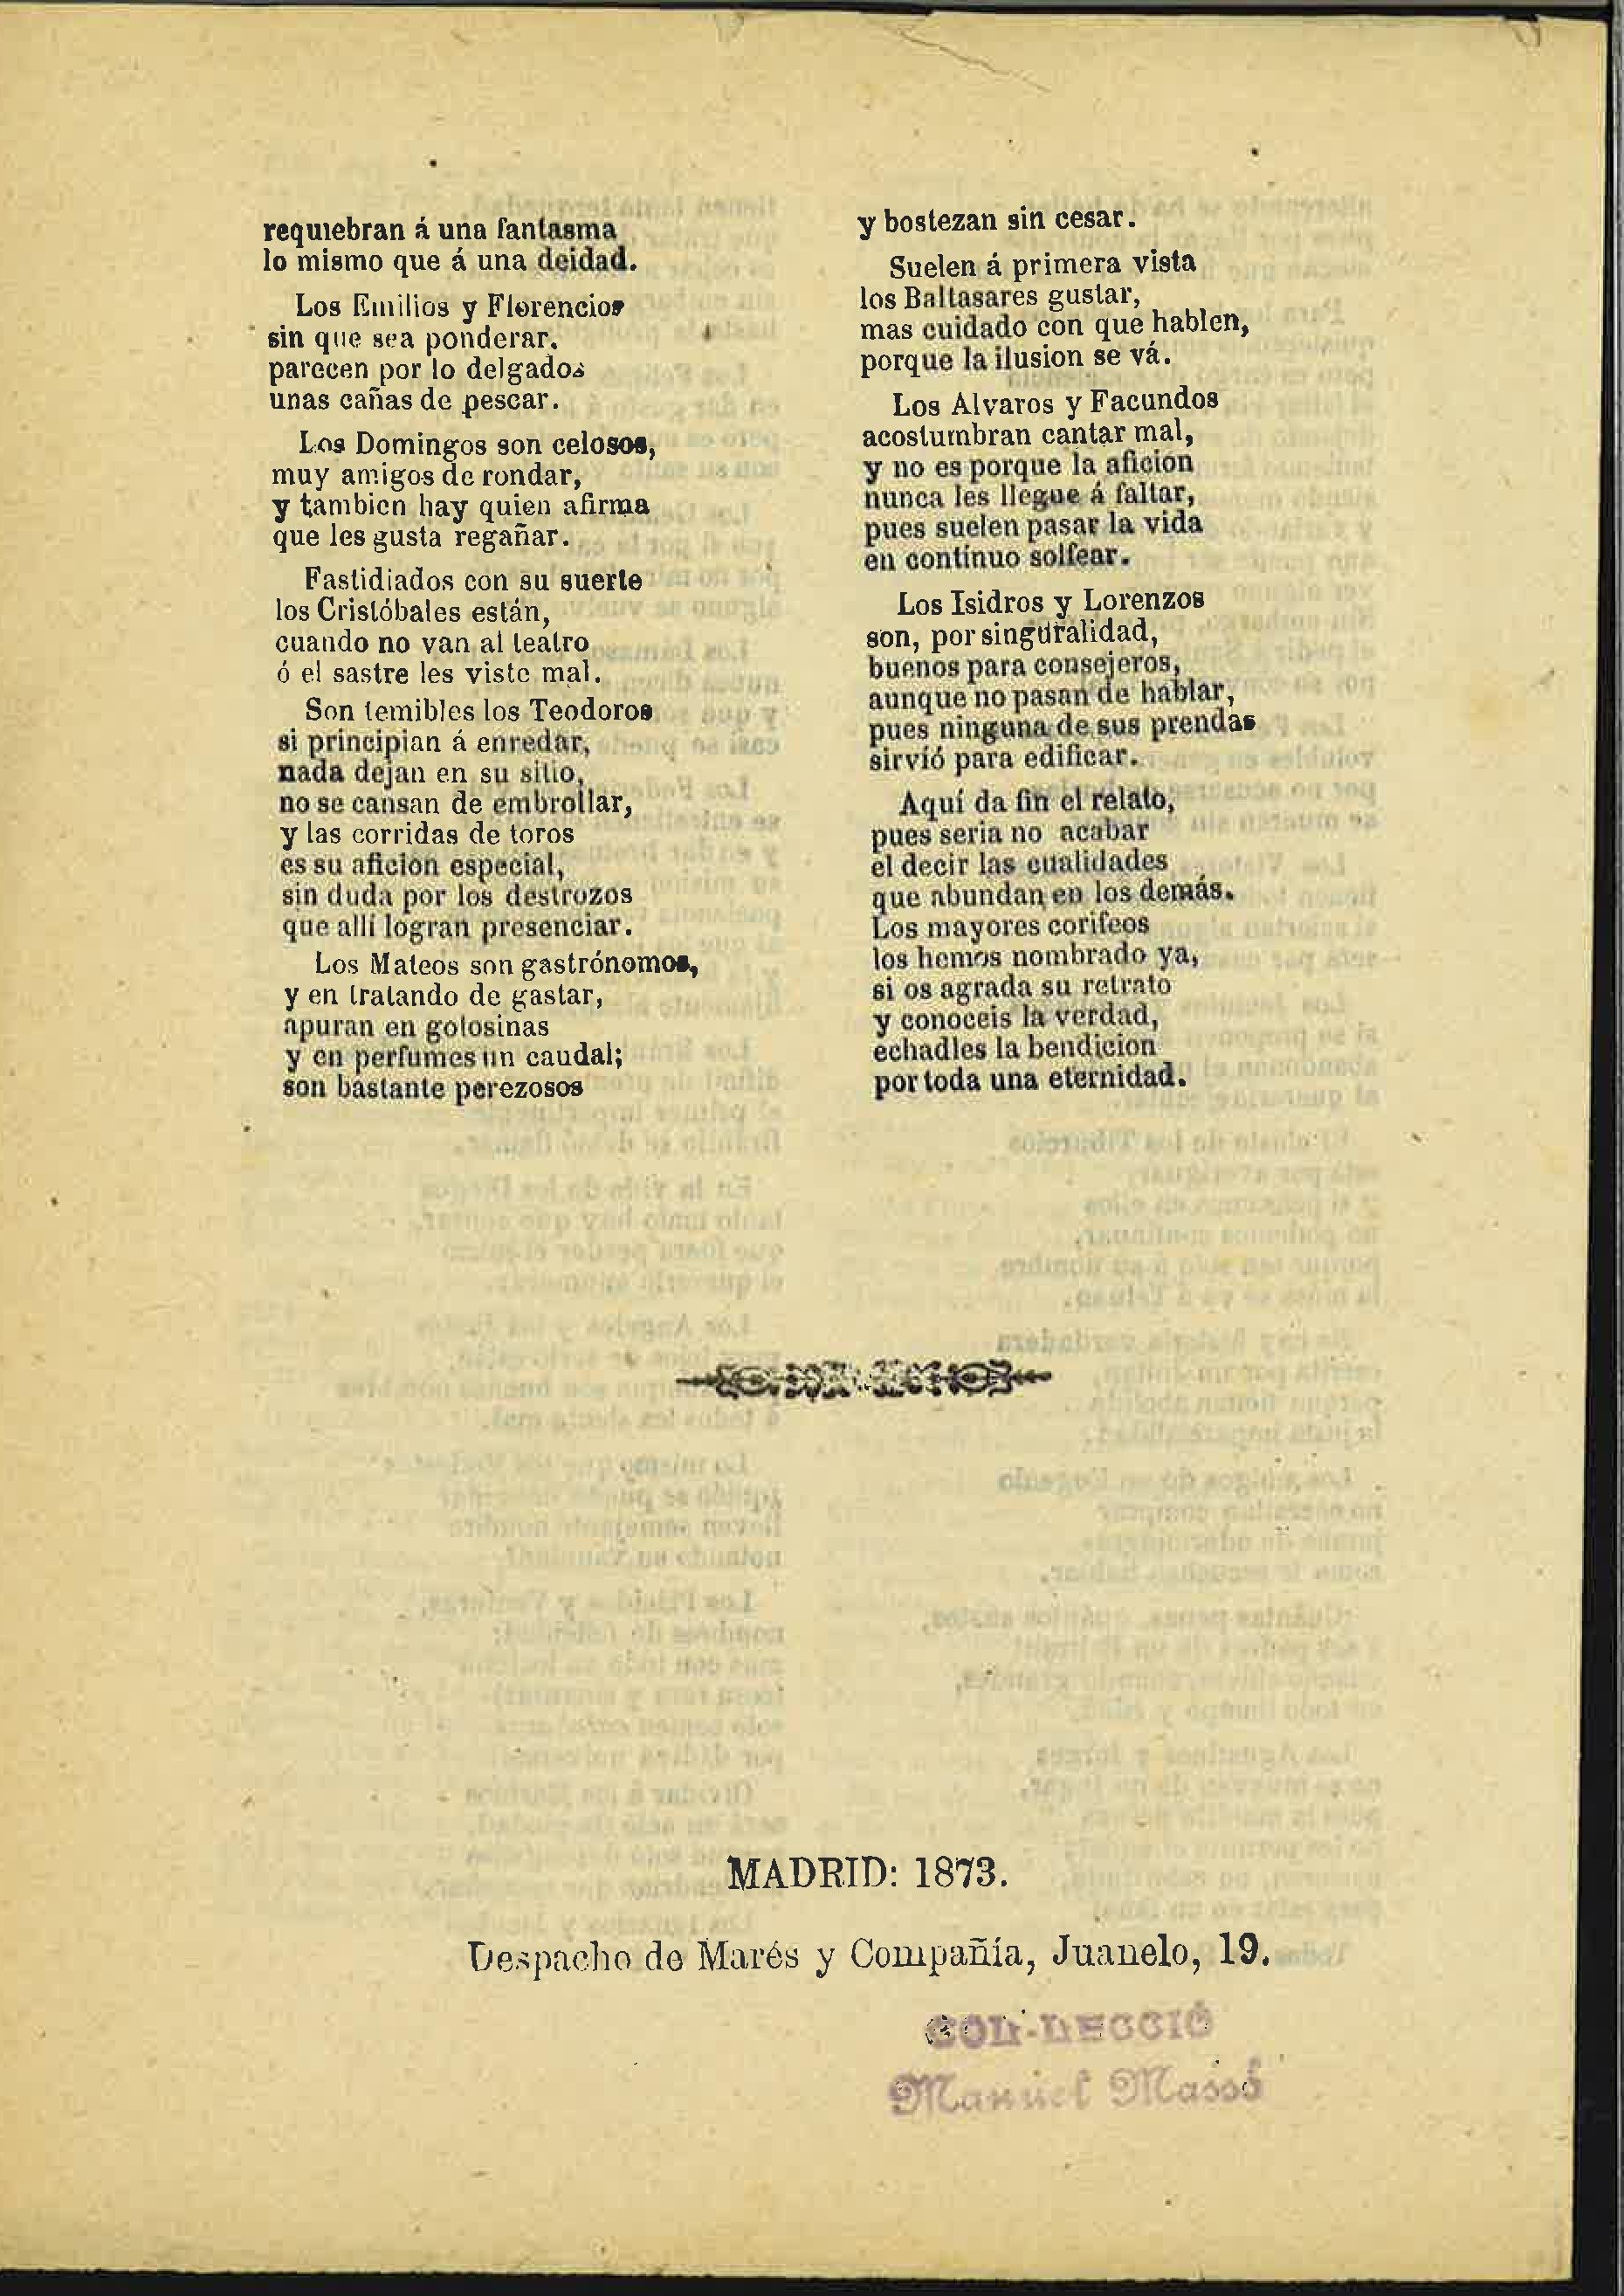 requiebran á una fantasma
lo mismo que á una deidad.
Los Emilios y Florencios
sin que sea ponderar.
parecen por lo delgados
unas cañas de pescar.
Los Domingos son celosos,
muy amigos de rondar,
y tambien hay quien afirma
que les gusta regañar.
Fastidiados con su suerte
los Cristóbales están,
cuando no van al teatro
ó el sastre les viste mal.
Son temibles los Teodoros
si principian á enredar,
nada dejan en su sitio,
no se cansan de embrollar,
y las corridas de toros
es su aficion especial,
sin duda por los destrozos
que allí logran presenciar.
Los Mateos son gastrónomos,
y en tratando de gastar,
apuran en golosinas
y en perfumes un caudal;
son bastante perezosos
y bostezan sin cesar.
Suelen á primera vista
los Baltasares gustar,
mas cuidado con que hablen,
porque la ilusion se vá.
Los Alvaros y Facundos
acostumbran cantar mal,
y no es porque la aficion
nunca les llegue á faltar,
pues suelen pasar la vida
en contínuo solfear.
Los Isidros y Lorenzos
son, por singuralidad,
buenos para consejeros,
aunque no pasan de hablar,
pues ninguna de sus prendas
sirvió para edificar.
Aquí da fin el relato,
pues seria no acabar
el decir las cualidades
que abundan en los demás.
Los mayores corifeos
los hemos nombrado ya,
si os agrada su retrato
y conoceis la verdad,
echadles la bendicion
por toda una eternidad.
MADRID: 1873.
Despacho de Marés y Compañía, Juanelo, 19.
COL·LECCIÓ
Manuel Massó